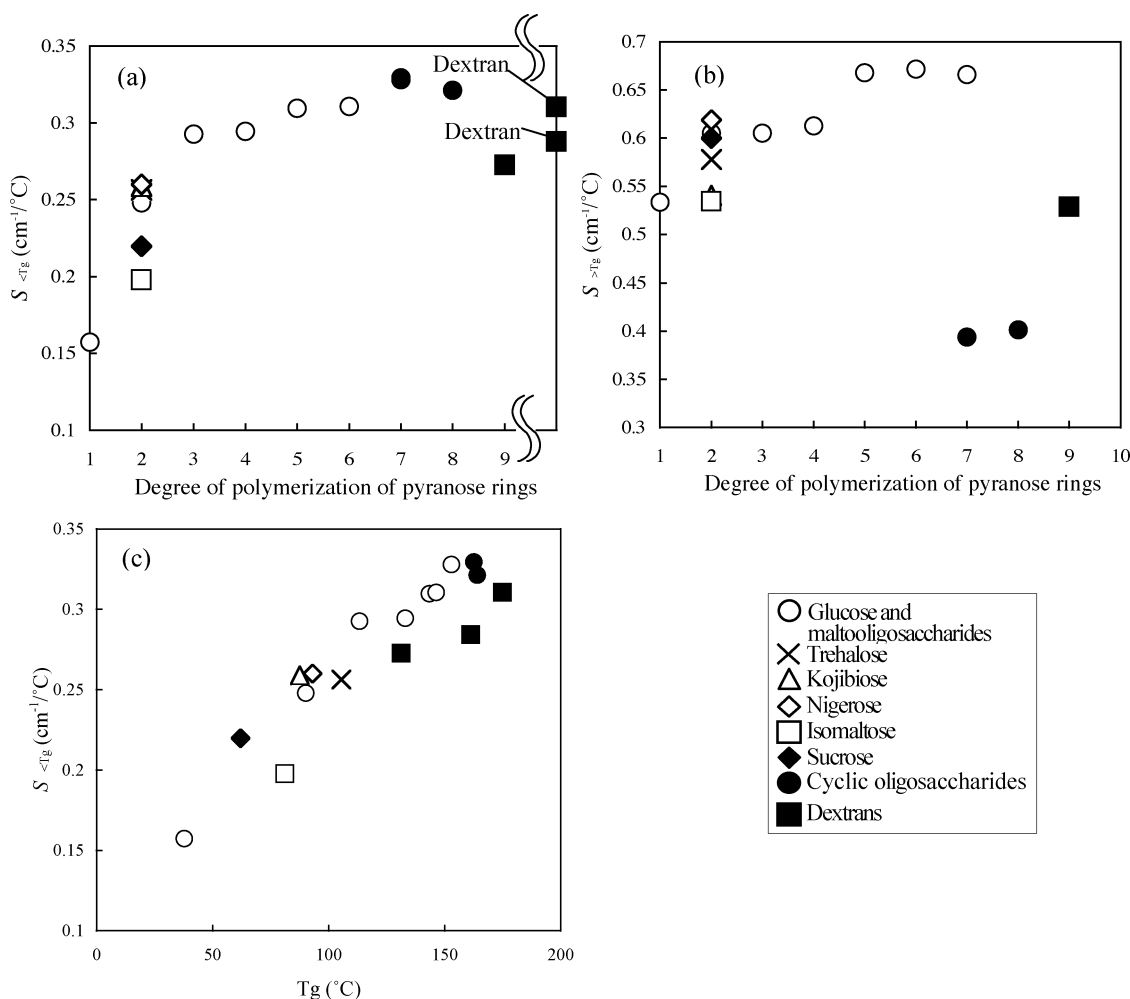 (a)
0.35
0.3
0.25
0.2
0.15
0.1
S <Tg (cm-1/°C)
Dextran
Dextran
1 2 3 4 5 6 7 8 9
Degree of polymerization of pyranose rings
(b)
0.7
0.65
0.6
0.55
0.5
0.45
0.4
0.35
0.3
S >Tg (cm-1/°C)
1 2 3 4 5 6 7 8 9 10
Degree of polymerization of pyranose rings
(c)
0.35
0.3
0.25
0.2
0.15
0.1
S <Tg (cm-1/°C)
0 50 100 150 200
Tg (°C)
Glucose and
maltooligosaccharides
Trehalose
Kojibiose
Nigerose
Isomaltose
Sucrose
Cyclic oligosaccharides
Dextrans